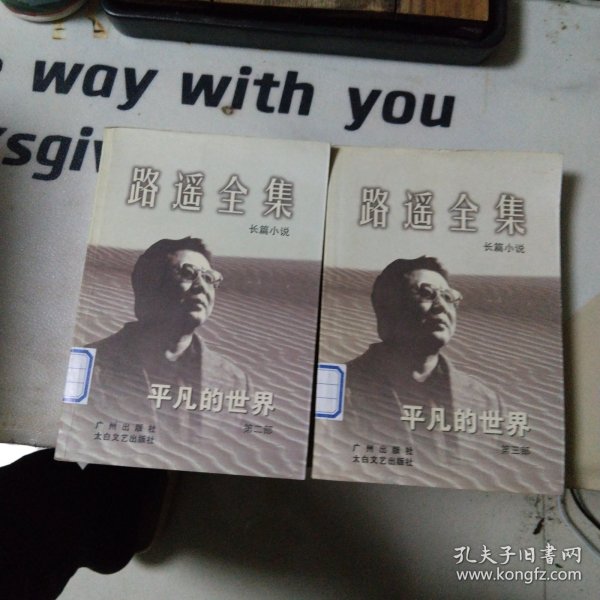 way with you
sgiv
路遥全集
长篇小说
平凡的世界
第二部
广州出版社
太白文艺出版社
路遥全集
长篇小说
平凡的世界
第三部
广州出版社
太白文艺出版社
孔夫子旧书网
www.kongfz.com